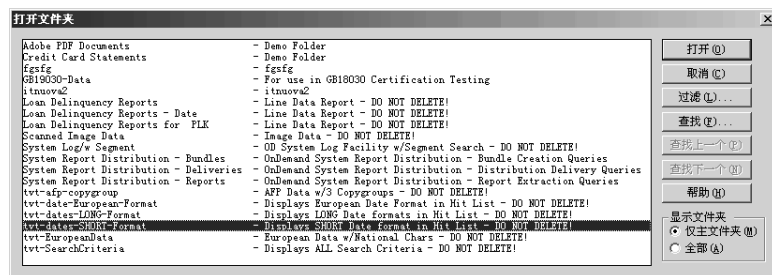 打开文件夹
Adobe PDF Documents - Demo Folder
Credit Card Statements - Demo Folder
fgsfg - fgsfg
GB19030-Data - For use in GB18030 Certification Testing
itnuova2 - itnuova2
Loan Delinquency Reports - Line Data Report - DO NOT DELETE!
Loan Delinquency Reports - Date - Line Data Report - DO NOT DELETE!
Loan Delinquency Reports for PLK - Line Data Report - DO NOT DELETE!
Scanned Image Data - Image Data - DO NOT DELETE!
System Log/w Segment - OD System Log Facility w/Segment Search - DO NOT DELETE!
System Report Distribution - Bundles - OnDemand System Report Distribution - Bundle Creation Queries
System Report Distribution - Deliveries - OnDemand System Report Distribution - Distribution Delivery Queries
System Report Distribution - Reports - OnDemand System Report Distribution - Report Extraction Queries
tvt-afp-copygroup - AFP Data w/3 Copygroups - DO NOT DELETE!
tvt-date-European-Format - Displays European Date Format in Hit List - DO NOT DELETE!
tvt-dates-LONG-Format - Displays LONG Date formats in Hit List - DO NOT DELETE!
tvt-dates-SHORT-Format - Displays SHORT Date format in Hit List - DO NOT DELETE!
tvt-EuropeanData - European Data w/National Chars - DO NOT DELETE!
tvt-SearchCriteria - Displays ALL Search Criteria - DO NOT DELETE!
打开(O)
取消(C)
过滤(L)...
查找(F)...
查找上一个(P)
查找下一个(N)
帮助(H)
显示文件夹
仅主文件夹(M)
全部(A)